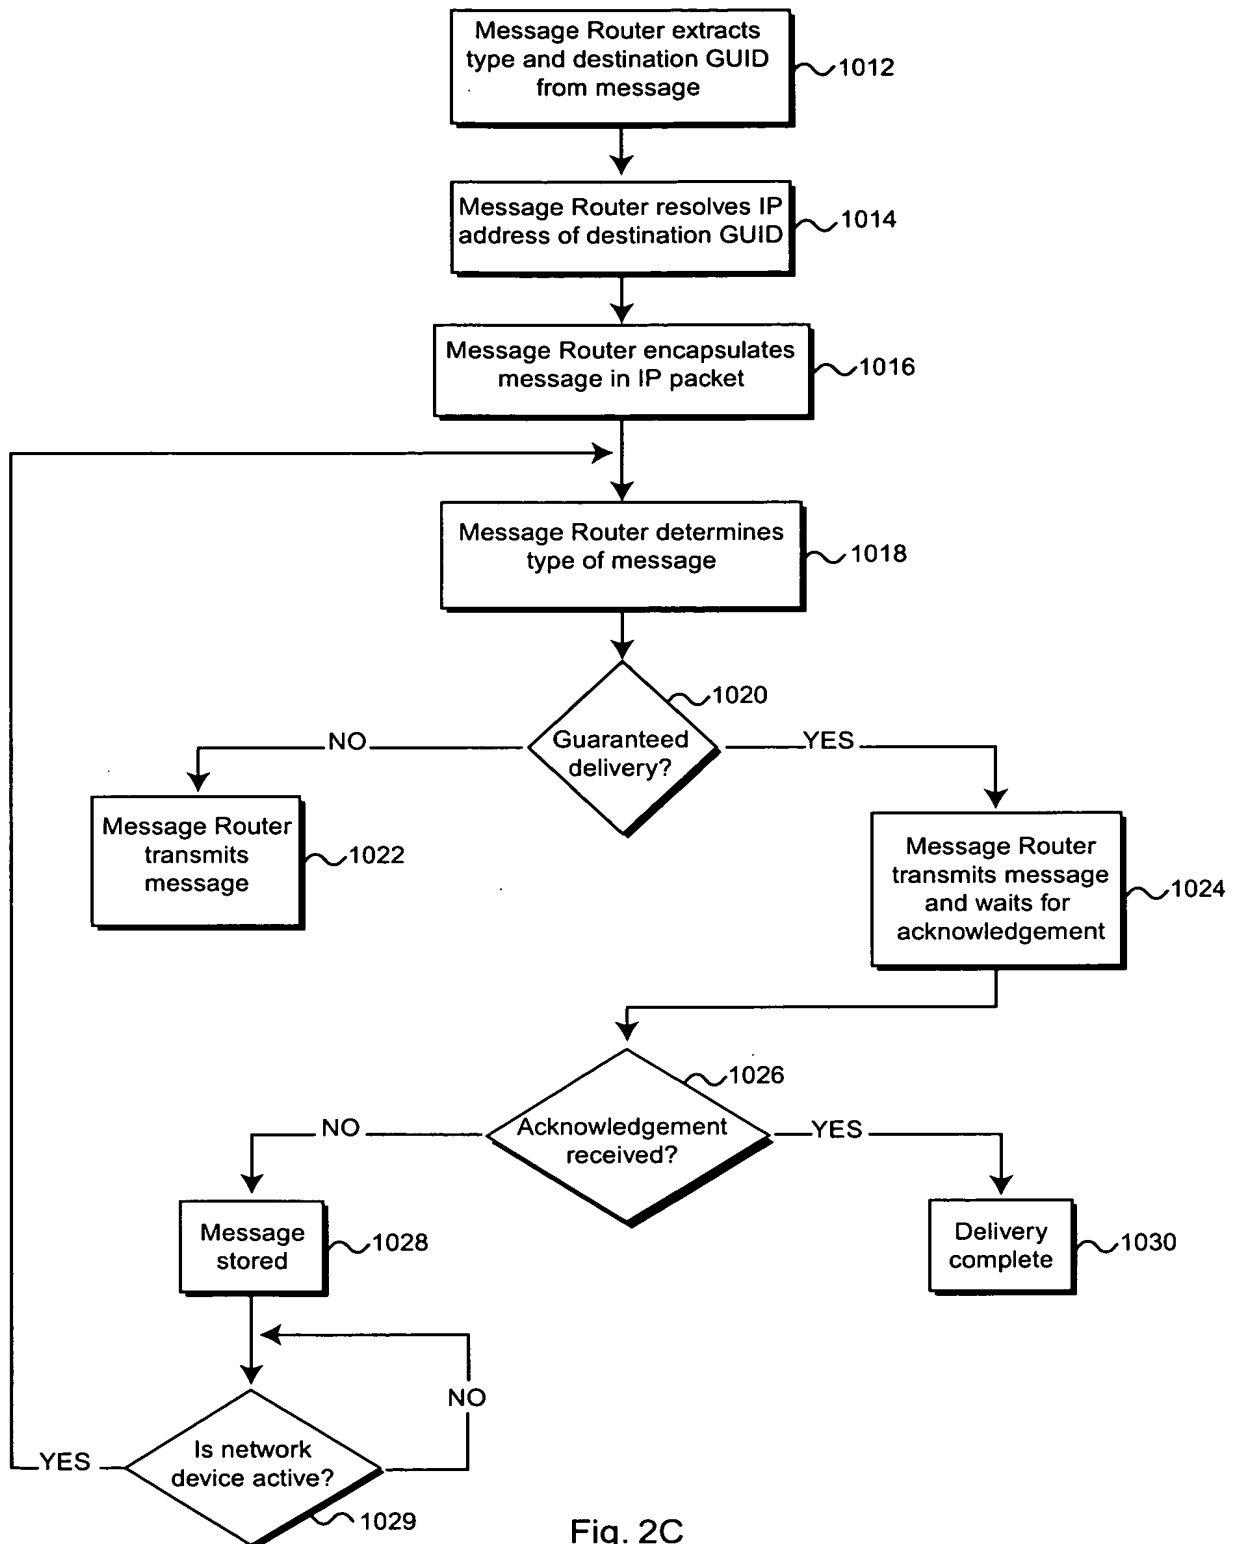 Message Router extracts
type and destination GUID
from message
1012
Message Router resolves IP
address of destination GUID
1014
Message Router encapsulates
message in IP packet
1016
Message Router determines
type of message
1018
1020
Guaranteed
delivery?
NO
YES
Message Router
transmits
message
1022
Message Router
transmits message
and waits for
acknowledgement
1024
1026
Acknowledgement
received?
NO
YES
Message
stored
1028
Delivery
complete
1030
NO
Is network
device active?
YES
1029
Fig. 2C